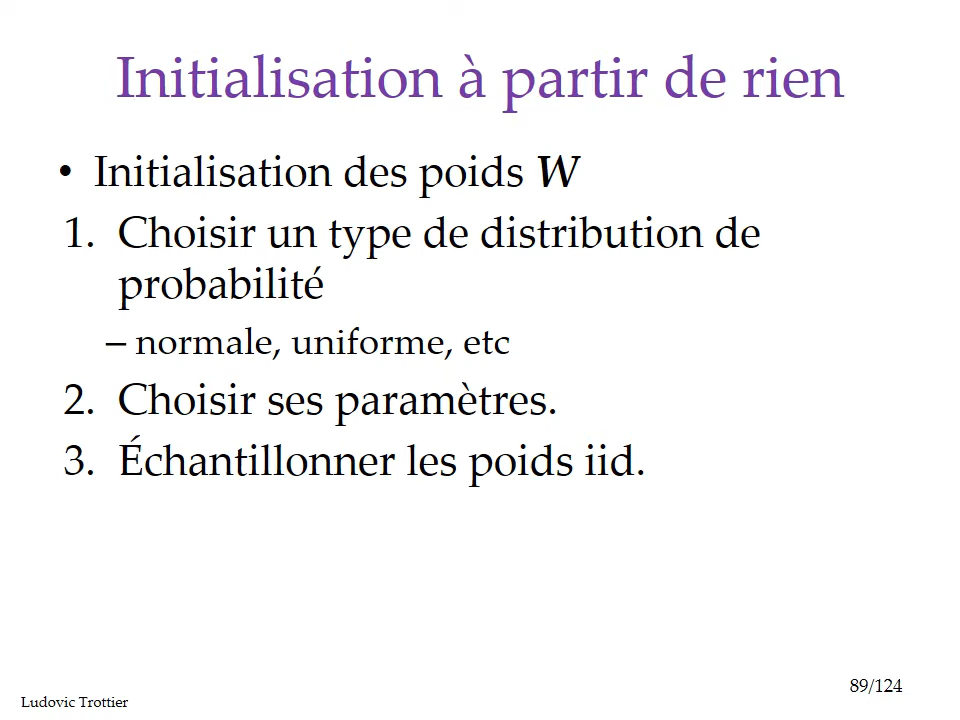 Initialisation à partir de rien
• Initialisation des poids W
1. Choisir un type de distribution de
probabilité
– normale, uniforme, etc
2. Choisir ses paramètres.
3. Échantillonner les poids iid.
89/124
Ludovic Trottier